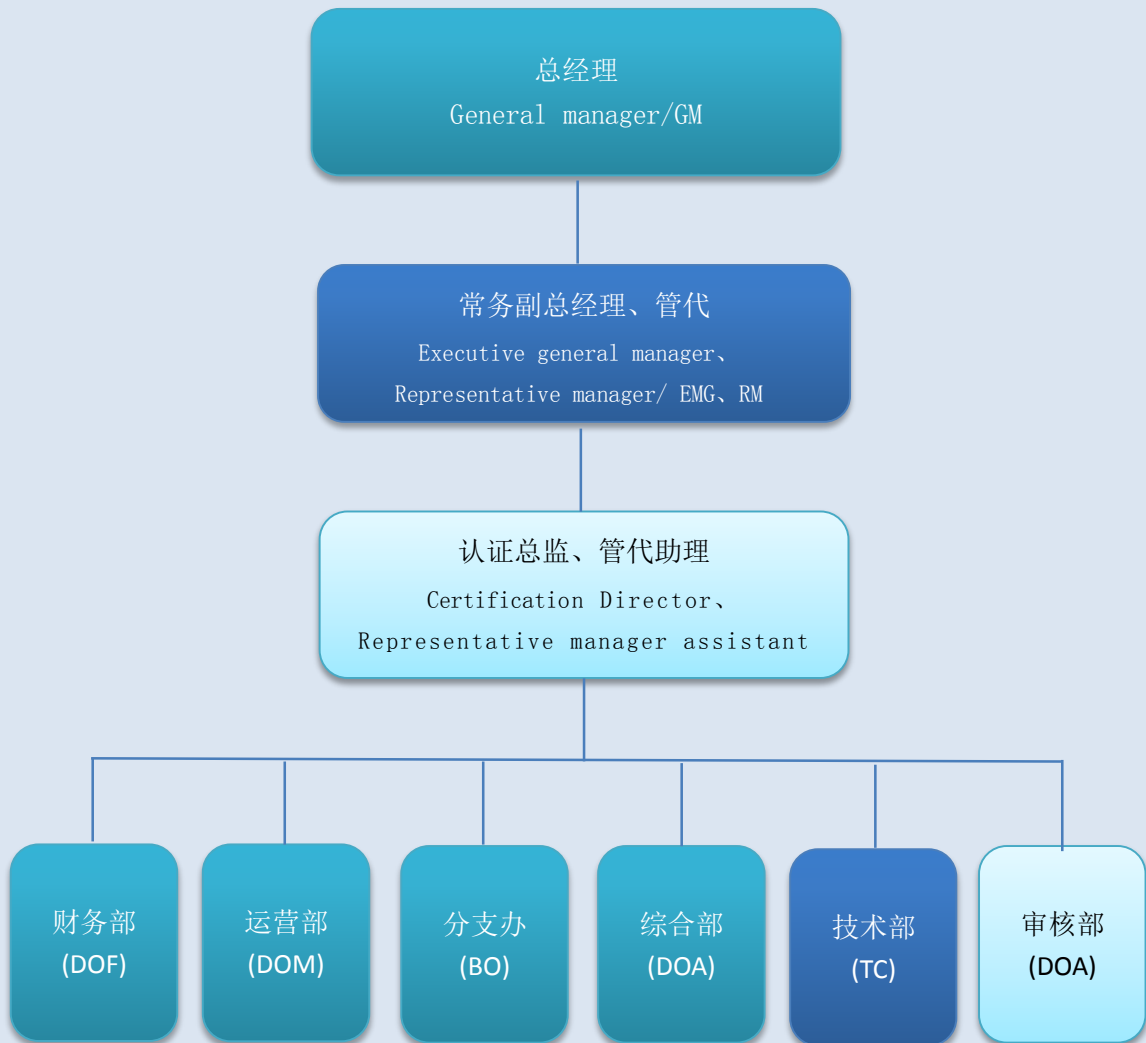 总经理
General manager/GM
常务副总经理、管代
Executive general manager、
Representative manager/ EMG、RM
认证总监、管代助理
Certification Director、
Representative manager assistant
财务部
(DOF)
运营部
(DOM)
分支办
(BO)
综合部
(DOA)
技术部
(TC)
审核部
(DOA)